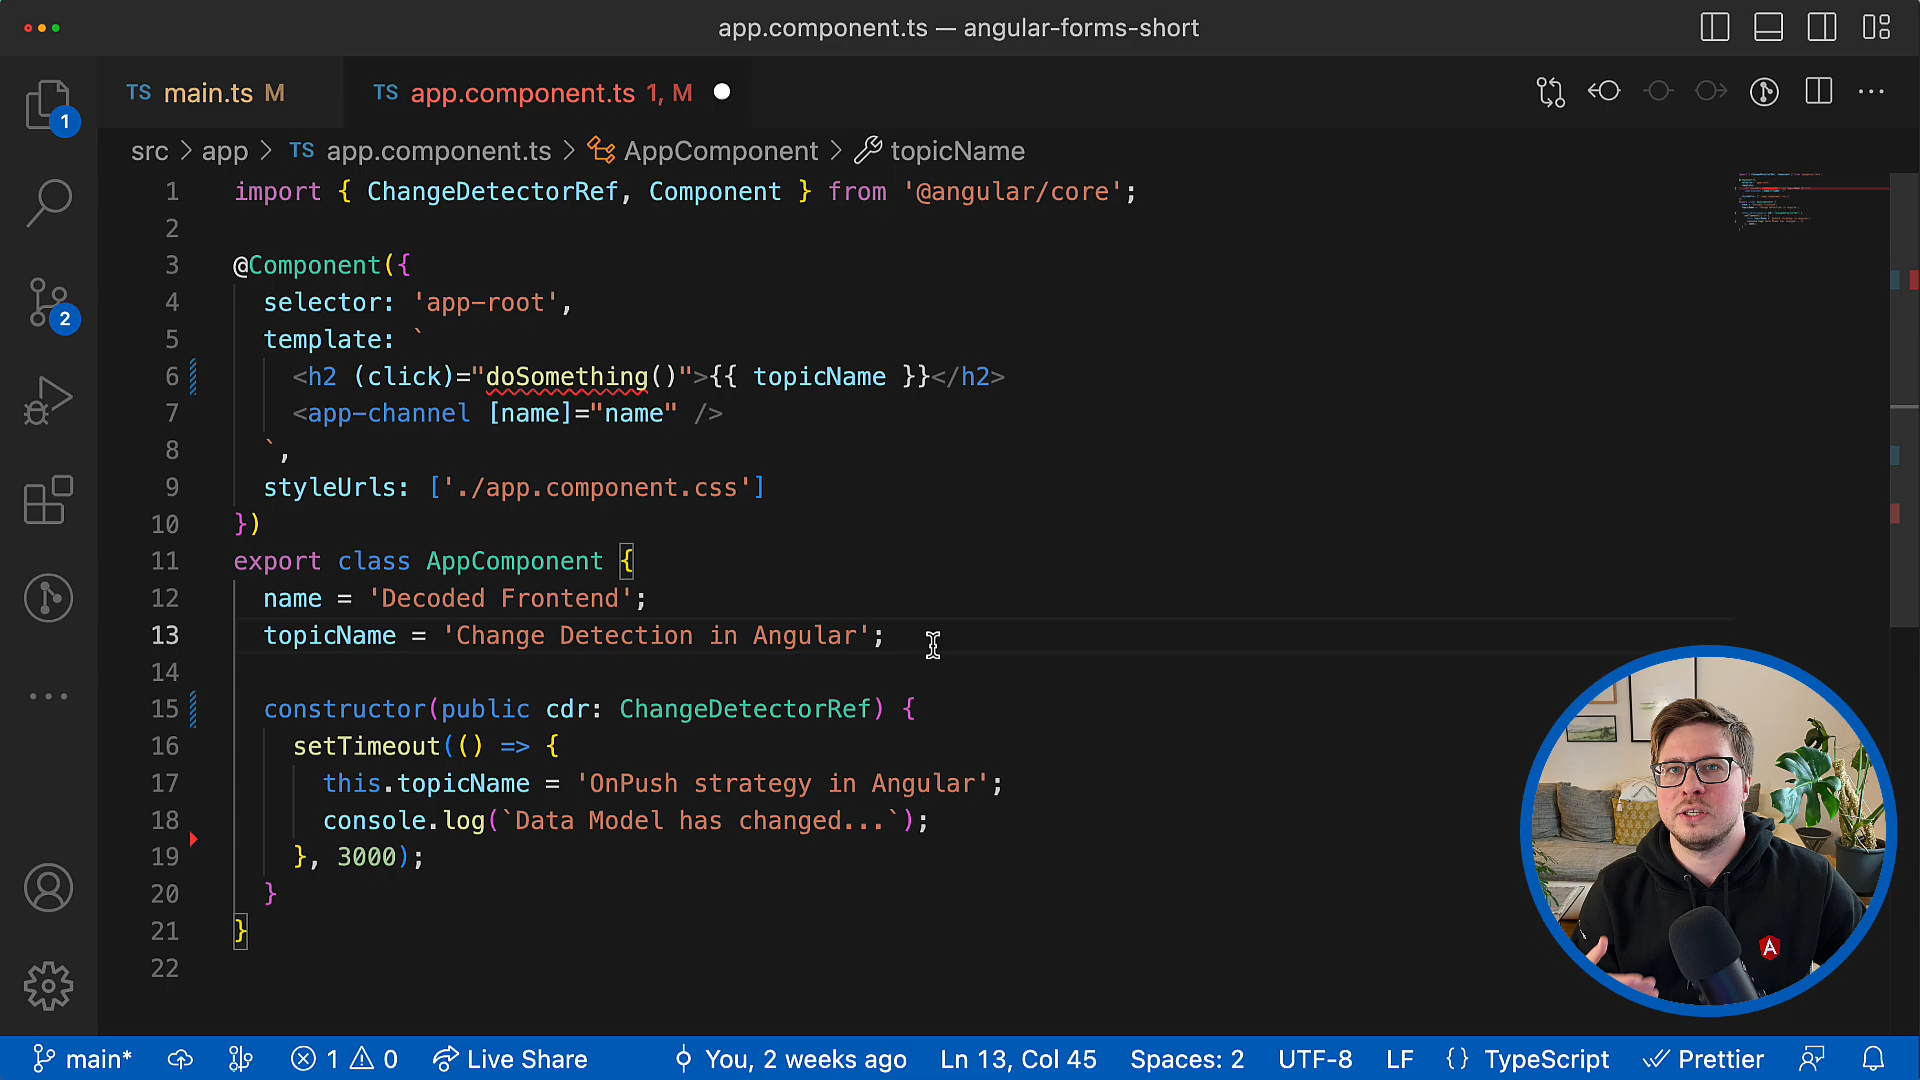 app.component.ts — angular-forms-short
TS main.ts M
TS app.component.ts 1, M
src > app > TS app.component.ts > AppComponent > topicName
1 import { ChangeDetectorRef, Component } from '@angular/core';
2
3 @Component({
4 selector: 'app-root',
5 template: `
6 <h2 (click)="doSomething()">{{ topicName }}</h2>
7 <app-channel [name]="name" />
8 `,
9 styleUrls: ['./app.component.css']
10 })
11 export class AppComponent {
12 name = 'Decoded Frontend';
13 topicName = 'Change Detection in Angular';
14
15 constructor(public cdr: ChangeDetectorRef) {
16 setTimeout(() => {
17 this.topicName = 'OnPush strategy in Angular';
18 console.log(`Data Model has changed...`);
19 }, 3000);
20 }
21 }
22
1
2
main* 1 0 Live Share You, 2 weeks ago Ln 13, Col 45 Spaces: 2 UTF-8 LF {} TypeScript Prettier